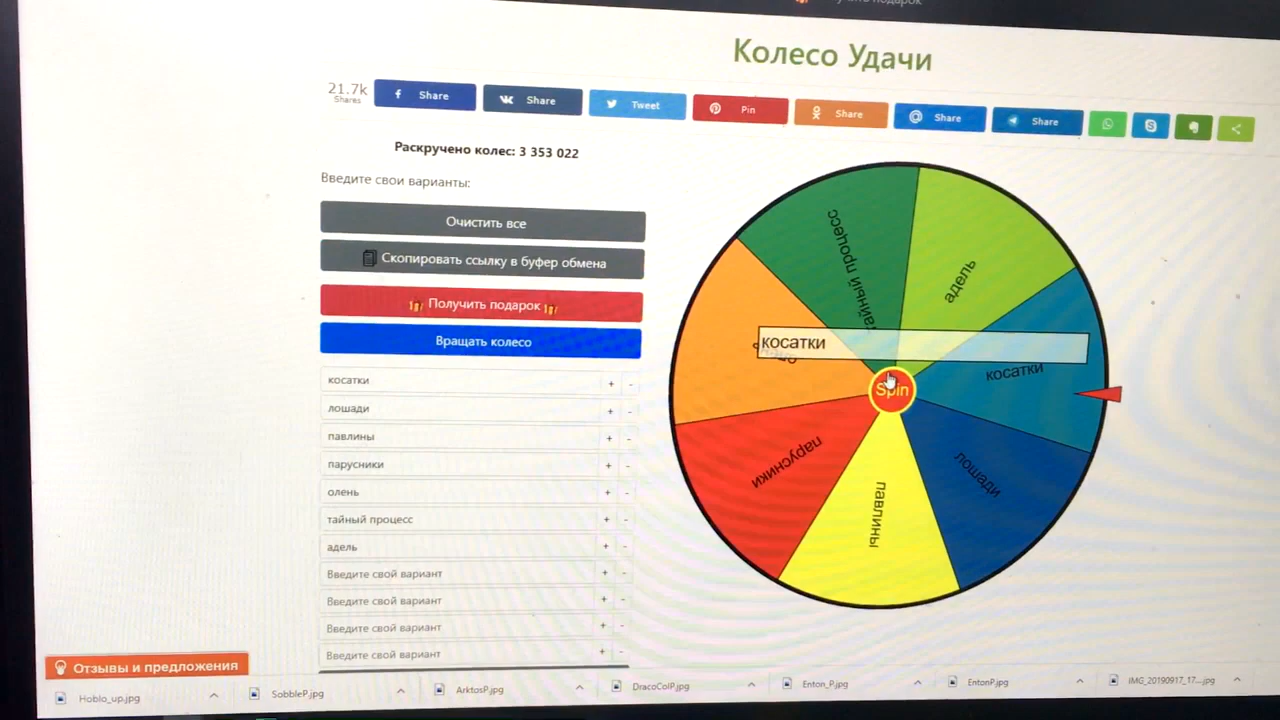 Колесо Удачи
21.7k
Shares
Share
Share
Tweet
Pin
Share
Share
Share
Раскручено колес: 3 353 022
Введите свои варианты:
Очистить все
Скопировать ссылку в буфер обмена
Получить подарок
Вращать колесо
косатки + -
лошади + -
павлины + -
парусники + -
олень + -
тайный процесс + -
адель + -
Введите свой вариант + -
Введите свой вариант + -
Введите свой вариант + -
Введите свой вариант + -
тайный процесс
адель
косатки
косатки
Spin
лошади
павлины
парусники
Отзывы и предложения
Hoblo_up.jpg
SobbleP.jpg
ArktosP.jpg
DracoColP.jpg
Enton_P.jpg
EntonP.jpg
IMG_20190917_17....jpg